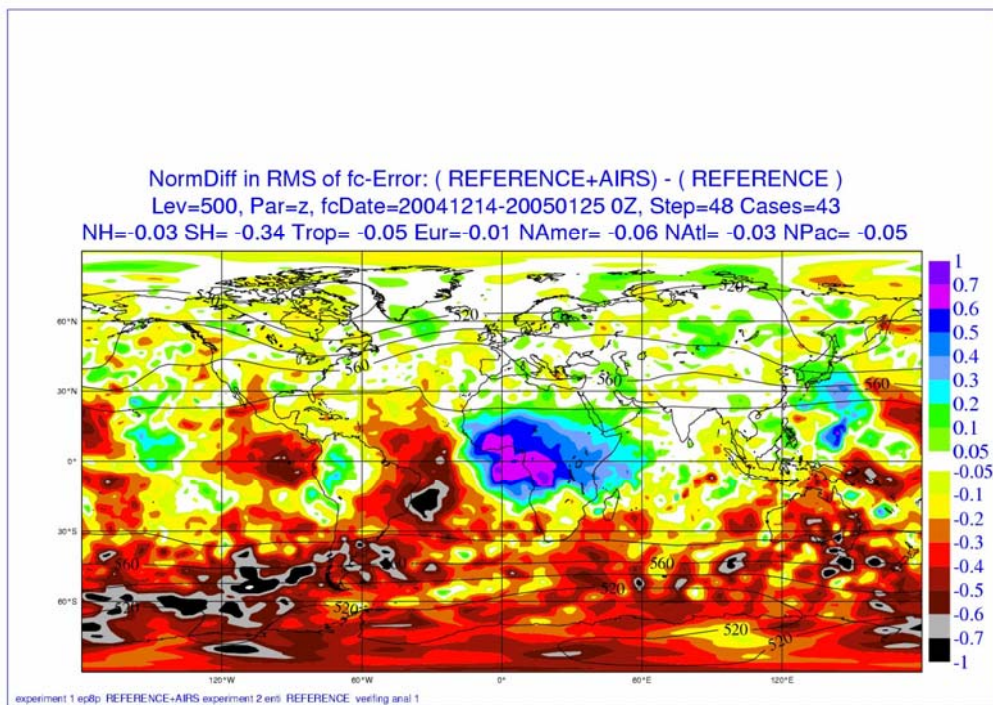 NormDiff in RMS of fc-Error: ( REFERENCE+AIRS) - ( REFERENCE )
Lev=500, Par=z, fcDate=20041214-20050125 0Z, Step=48 Cases=43
NH=-0.03 SH= -0.34 Trop= -0.05 Eur=-0.01 NAmer= -0.06 NAtl= -0.03 NPac= -0.05
1
0.7
0.6
0.5
0.4
0.3
0.2
0.1
0.05
-0.05
-0.1
-0.2
-0.3
-0.4
-0.5
-0.6
-0.7
-1
60°N
30°N
0°
30°S
60°S
520
520
560
560
560
560
560
560
520
520
520
520
520
120°W
60°W
0°
60°E
120°E
experiment 1 ep8p REFERENCE+AIRS experiment 2 enti REFERENCE verifing anal 1